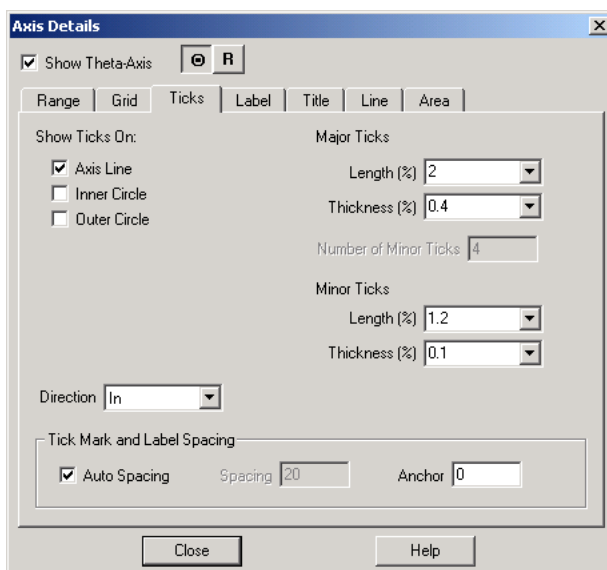 Axis Details
Show Theta-Axis Θ R
Range Grid Ticks Label Title Line Area
Show Ticks On:
Axis Line
Inner Circle
Outer Circle
Major Ticks
Length (%) 2
Thickness (%) 0.4
Number of Minor Ticks 4
Minor Ticks
Length (%) 1.2
Thickness (%) 0.1
Direction In
Tick Mark and Label Spacing
Auto Spacing Spacing 20 Anchor 0
Close Help